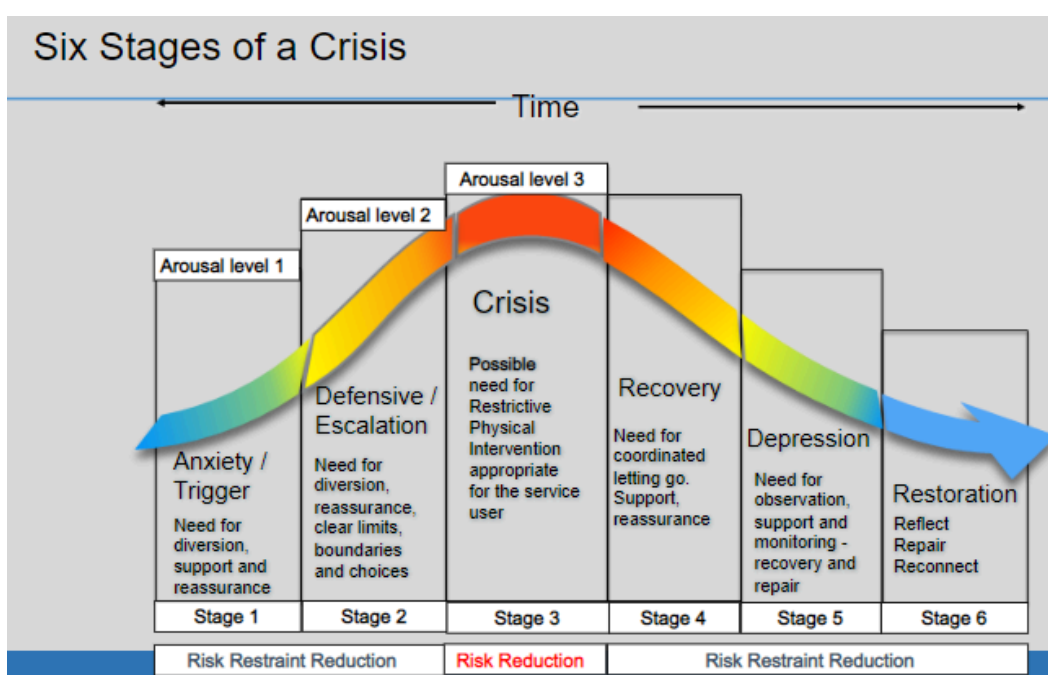 Six Stages of a Crisis
Time
Arousal level 1
Arousal level 2
Arousal level 3
Anxiety /
Trigger
Need for
diversion,
support and
reassurance
Defensive /
Escalation
Need for
diversion,
reassurance,
clear limits,
boundaries
and choices
Crisis
Possible
need for
Restrictive
Physical
Intervention
appropriate
for the service
user
Recovery
Need for
coordinated
letting go.
Support,
reassurance
Depression
Need for
observation,
support and
monitoring -
recovery and
repair
Restoration
Reflect
Repair
Reconnect
Stage 1
Stage 2
Stage 3
Stage 4
Stage 5
Stage 6
Risk Restraint Reduction
Risk Reduction
Risk Restraint Reduction